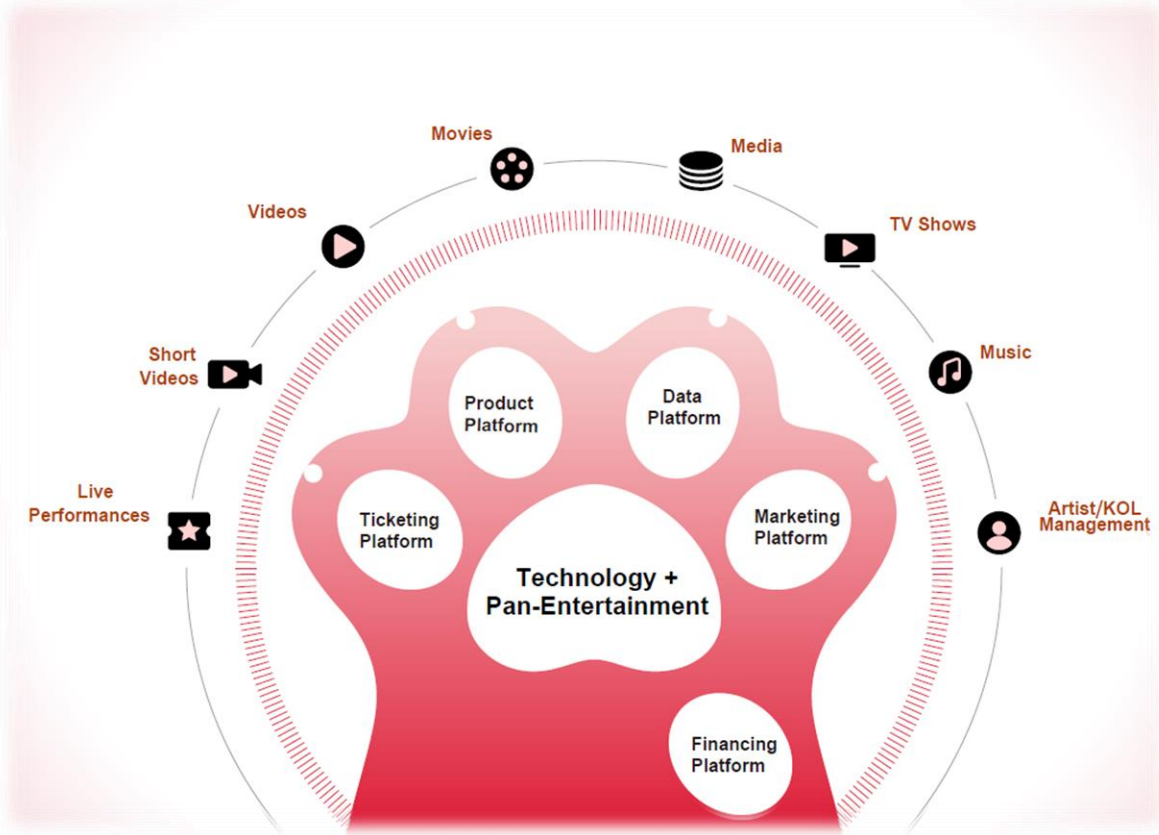 Movies
Media
Videos
TV Shows
Short
Videos
Music
Product
Platform
Data
Platform
Live
Performances
Ticketing
Platform
Marketing
Platform
Artist/KOL
Management
Technology +
Pan-Entertainment
Financing
Platform